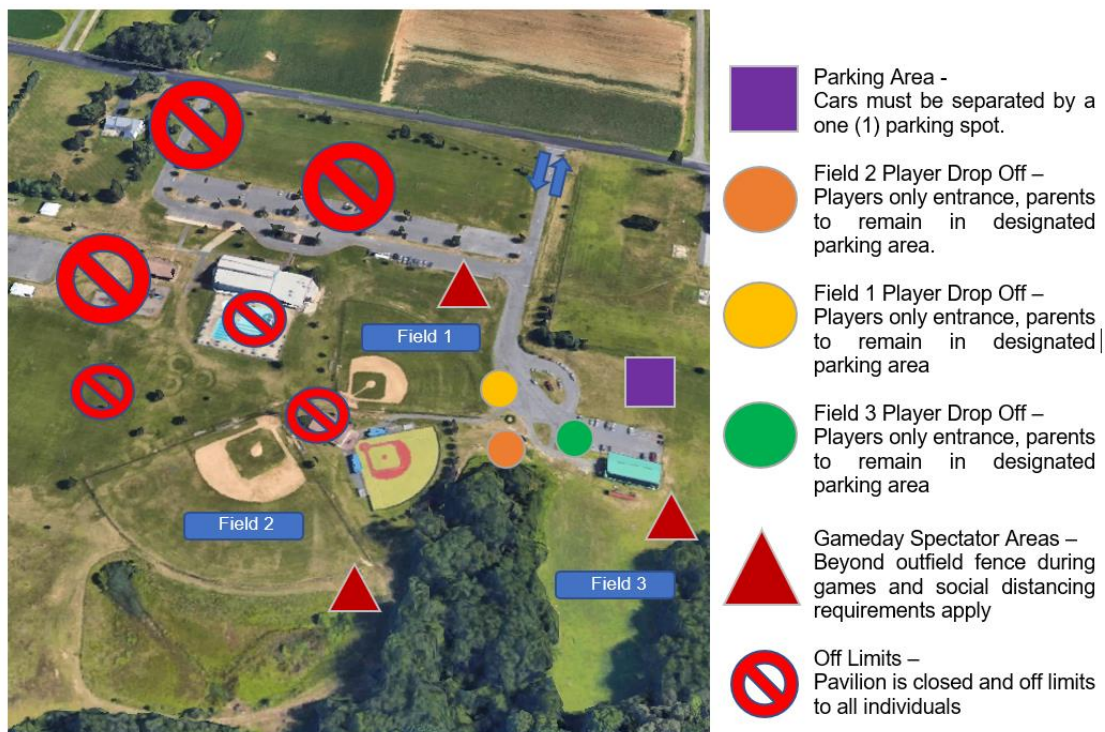 Parking Area -
Cars must be separated by a
one (1) parking spot.
Field 2 Player Drop Off –
Players only entrance, parents
to remain in designated
parking area.
Field 1 Player Drop Off –
Players only entrance, parents
to remain in designated
parking area
Field 3 Player Drop Off –
Players only entrance, parents
to remain in designated
parking area
Gameday Spectator Areas –
Beyond outfield fence during
games and social distancing
requirements apply
Off Limits –
Pavilion is closed and off limits
to all individuals
Field 1
Field 2
Field 3